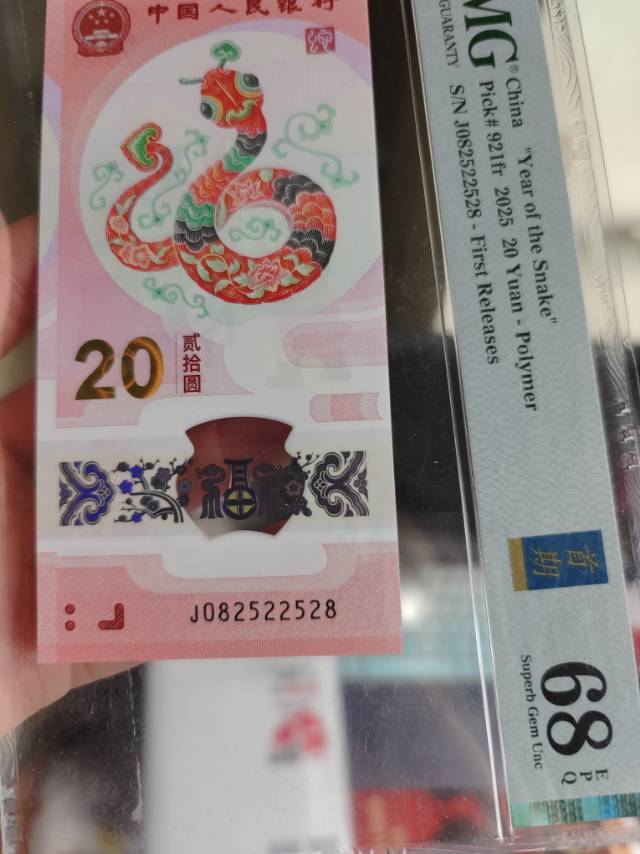 中国人民银行
20
贰拾圆
福
J082522528
MG®
GUARANTY
China "Year of the Snake"
Pick# 921fr 2025 20 Yuan - Polymer
S/N J082522528 - First Releases
首期
68 EPQ
Superb Gem Unc